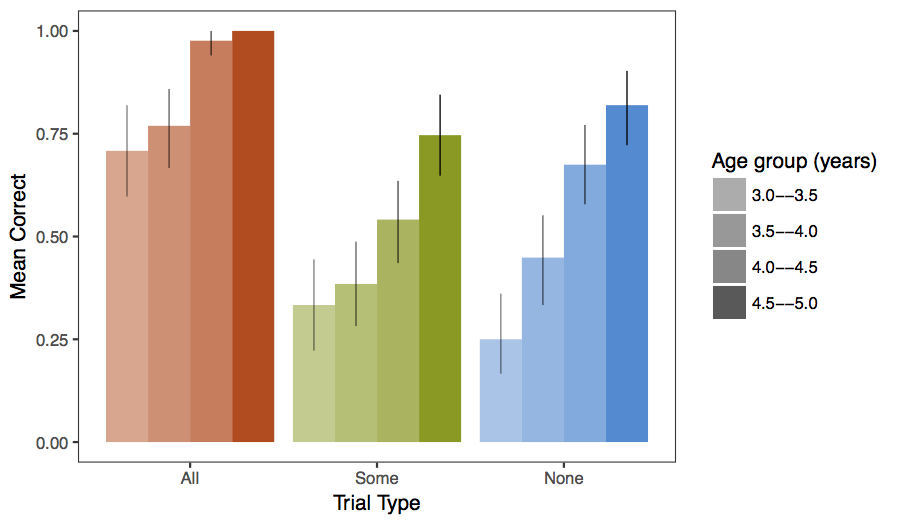 1.00
0.75
0.50
0.25
0.00
Mean Correct
All Some None
Trial Type
Age group (years)
3.0--3.5
3.5--4.0
4.0--4.5
4.5--5.0